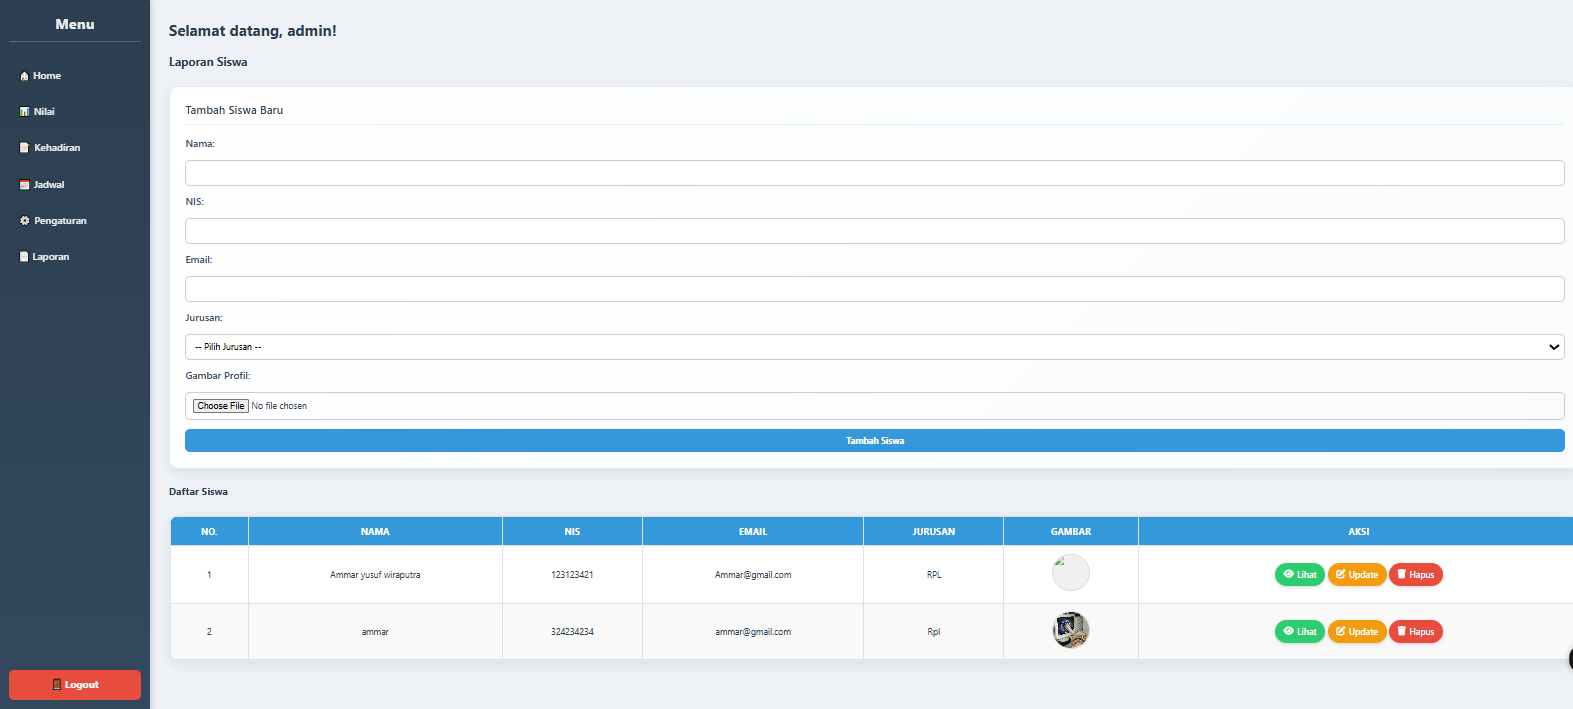 Menu
Home
Nilai
Kehadiran
Jadwal
Pengaturan
Laporan
Logout
Selamat datang, admin!
Laporan Siswa
Tambah Siswa Baru
Nama:
NIS:
Email:
Jurusan:
-- Pilih Jurusan --
Gambar Profil:
Choose File No file chosen
Tambah Siswa
Daftar Siswa
NO. NAMA NIS EMAIL JURUSAN GAMBAR AKSI
1 Ammar yusuf wiraputra 123123421 Ammar@gmail.com RPL Lihat Update Hapus
2 ammar 324234234 ammar@gmail.com Rpl Lihat Update Hapus